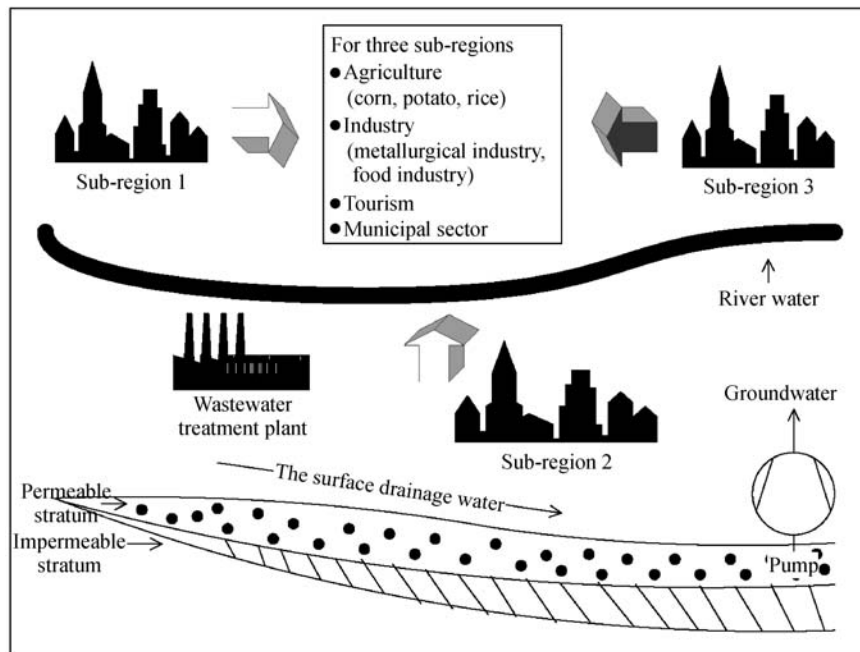 For three sub-regions
● Agriculture
(corn, potato, rice)
● Industry
(metallurgical industry,
food industry)
● Tourism
● Municipal sector
Sub-region 1
Sub-region 3
River water
Wastewater
treatment plant
Sub-region 2
Groundwater
The surface drainage water
Permeable
stratum
Impermeable
stratum
Pump